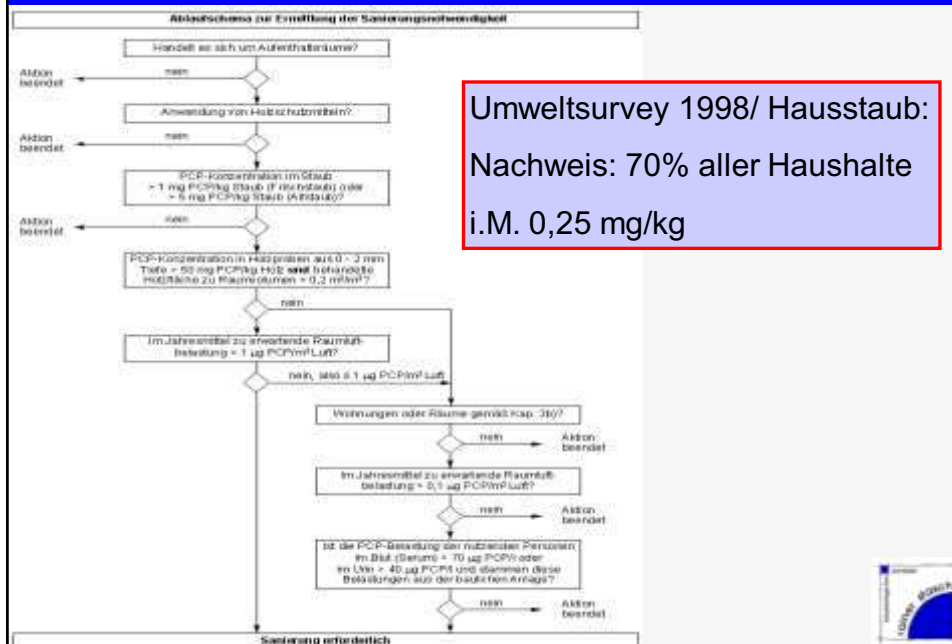 Ablaufschema zur Ermittlung der Sanierungsnotwendigkeit
Handelt es sich um Aufenthaltsräume?
nein
Aktion
beendet
Anwendung von Holzschutzmitteln?
nein
Aktion
beendet
PCP-Konzentration im Staub
> 1 mg PCP/kg Staub (Frischstaub) oder
> 5 mg PCP/kg Staub (Altstaub)?
Aktion
beendet
nein
PCP-Konzentration in Holzproben aus 0 - 2 mm
Tiefe > 50 mg PCP/kg Holz und behandelte
Holzfläche zu Raumvolumen > 0,2 m²/m³?
nein
Im Jahresmittel zu erwartende Raumluft-
belastung > 1 µg PCP/m³ Luft?
nein, also ≤ 1 µg PCP/m³ Luft
Wohnungen oder Räume gemäß Kap. 3b)?
nein
Aktion
beendet
Im Jahresmittel zu erwartende Raumluft-
belastung > 0,1 µg PCP/m³ Luft?
nein
Aktion
beendet
Ist die PCP-Belastung der nutzenden Personen
im Blut (Serum) > 70 µg PCP/l oder
im Urin > 40 µg PCP/l und stammen diese
Belastungen aus der baulichen Anlage?
nein
Aktion
beendet
Sanierung erforderlich
Umweltsurvey 1998/ Hausstaub:
Nachweis: 70% aller Haushalte
i.M. 0,25 mg/kg